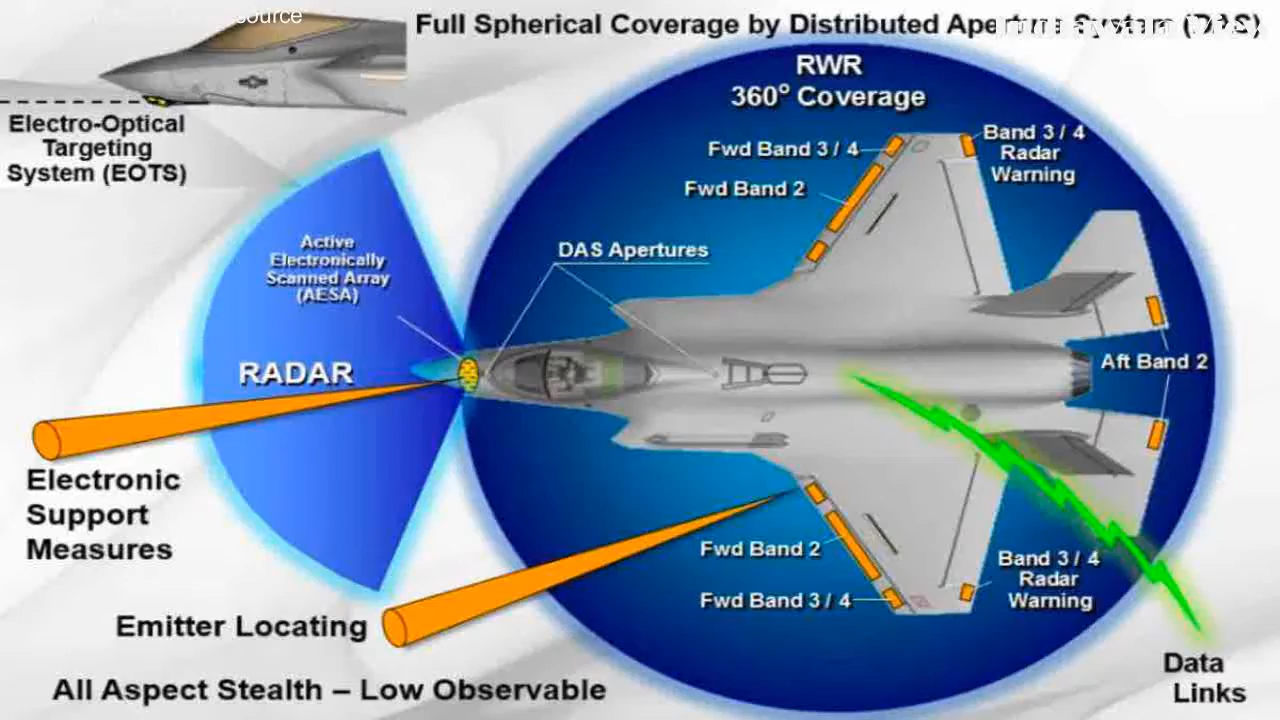 source
Full Spherical Coverage by Distributed Aperture System (DAS)
RWR
360° Coverage
Electro-Optical
Targeting
System (EOTS)
Fwd Band 3 / 4
Band 3 / 4
Radar
Warning
Fwd Band 2
Active
Electronically
Scanned Array
(AESA)
DAS Apertures
RADAR
Aft Band 2
Electronic
Support
Measures
Fwd Band 2
Band 3 / 4
Radar
Warning
Fwd Band 3 / 4
Emitter Locating
All Aspect Stealth – Low Observable
Data
Links